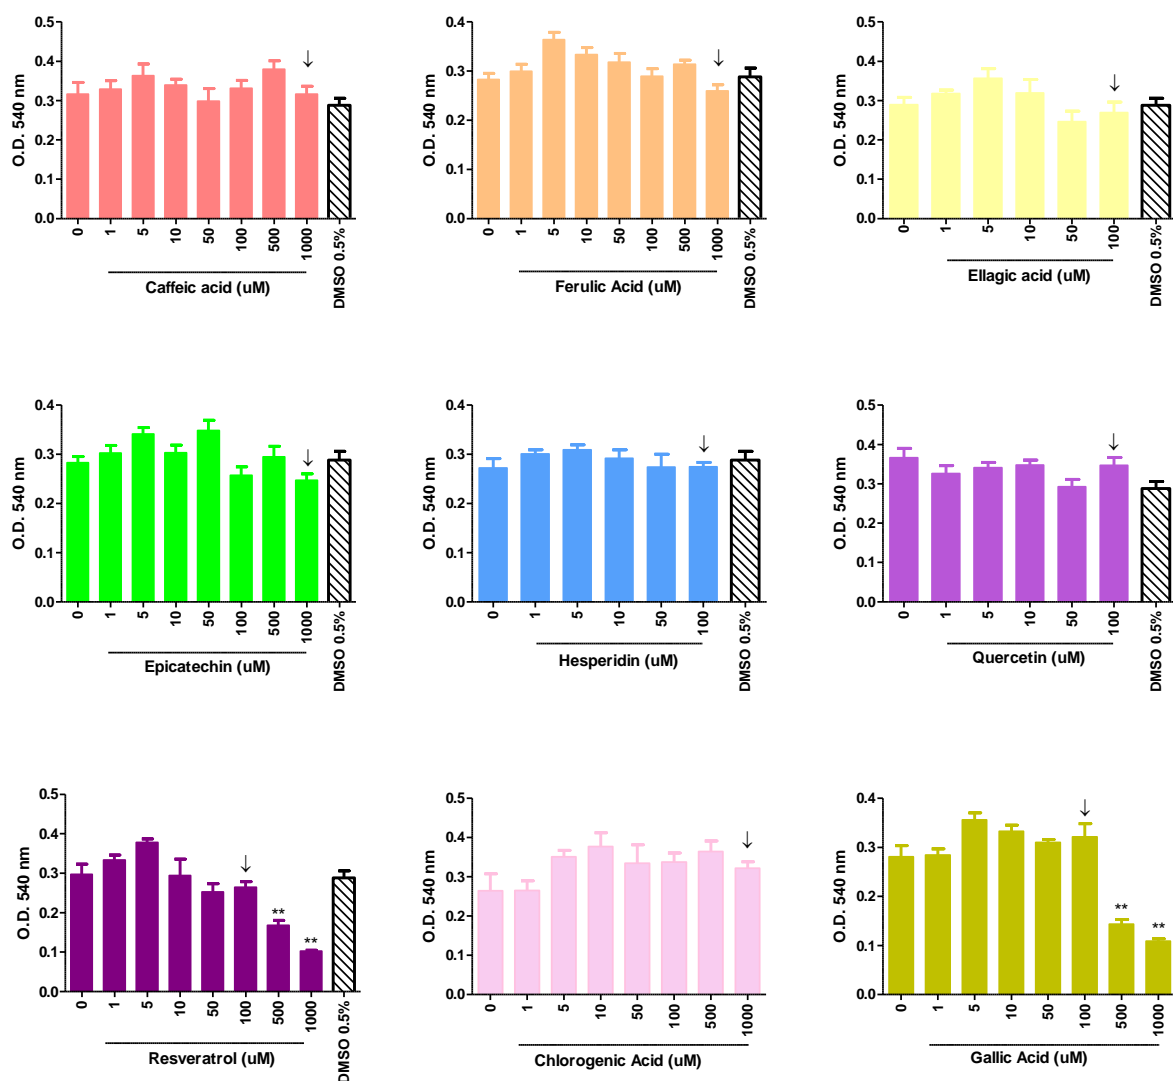 0.5
0.4
0.3
0.2
0.1
0.0
O.D. 540 nm
↓
0 1 5 10 50 100 500 1000 DMSO 0.5%
Caffeic acid (uM)
0.4
0.3
0.2
0.1
0.0
O.D. 540 nm
↓
0 1 5 10 50 100 500 1000 DMSO 0.5%
Ferulic Acid (uM)
0.5
0.4
0.3
0.2
0.1
0.0
O.D. 540 nm
↓
0 1 5 10 50 100 DMSO 0.5%
Ellagic acid (uM)
0.4
0.3
0.2
0.1
0.0
O.D. 540 nm
↓
0 1 5 10 50 100 500 1000 DMSO 0.5%
Epicatechin (uM)
0.4
0.3
0.2
0.1
0.0
O.D. 540 nm
↓
0 1 5 10 50 100 DMSO 0.5%
Hesperidin (uM)
0.5
0.4
0.3
0.2
0.1
0.0
O.D. 540 nm
↓
0 1 5 10 50 100 DMSO 0.5%
Quercetin (uM)
0.5
0.4
0.3
0.2
0.1
0.0
O.D. 540 nm
↓
**
**
0 1 5 10 50 100 500 1000 DMSO 0.5%
Resveratrol (uM)
0.5
0.4
0.3
0.2
0.1
0.0
O.D. 540 nm
↓
0 1 5 10 50 100 500 1000
Chlorogenic Acid (uM)
0.4
0.3
0.2
0.1
0.0
O.D. 540 nm
↓
**
**
0 1 5 10 50 100 500 1000
Gallic Acid (uM)